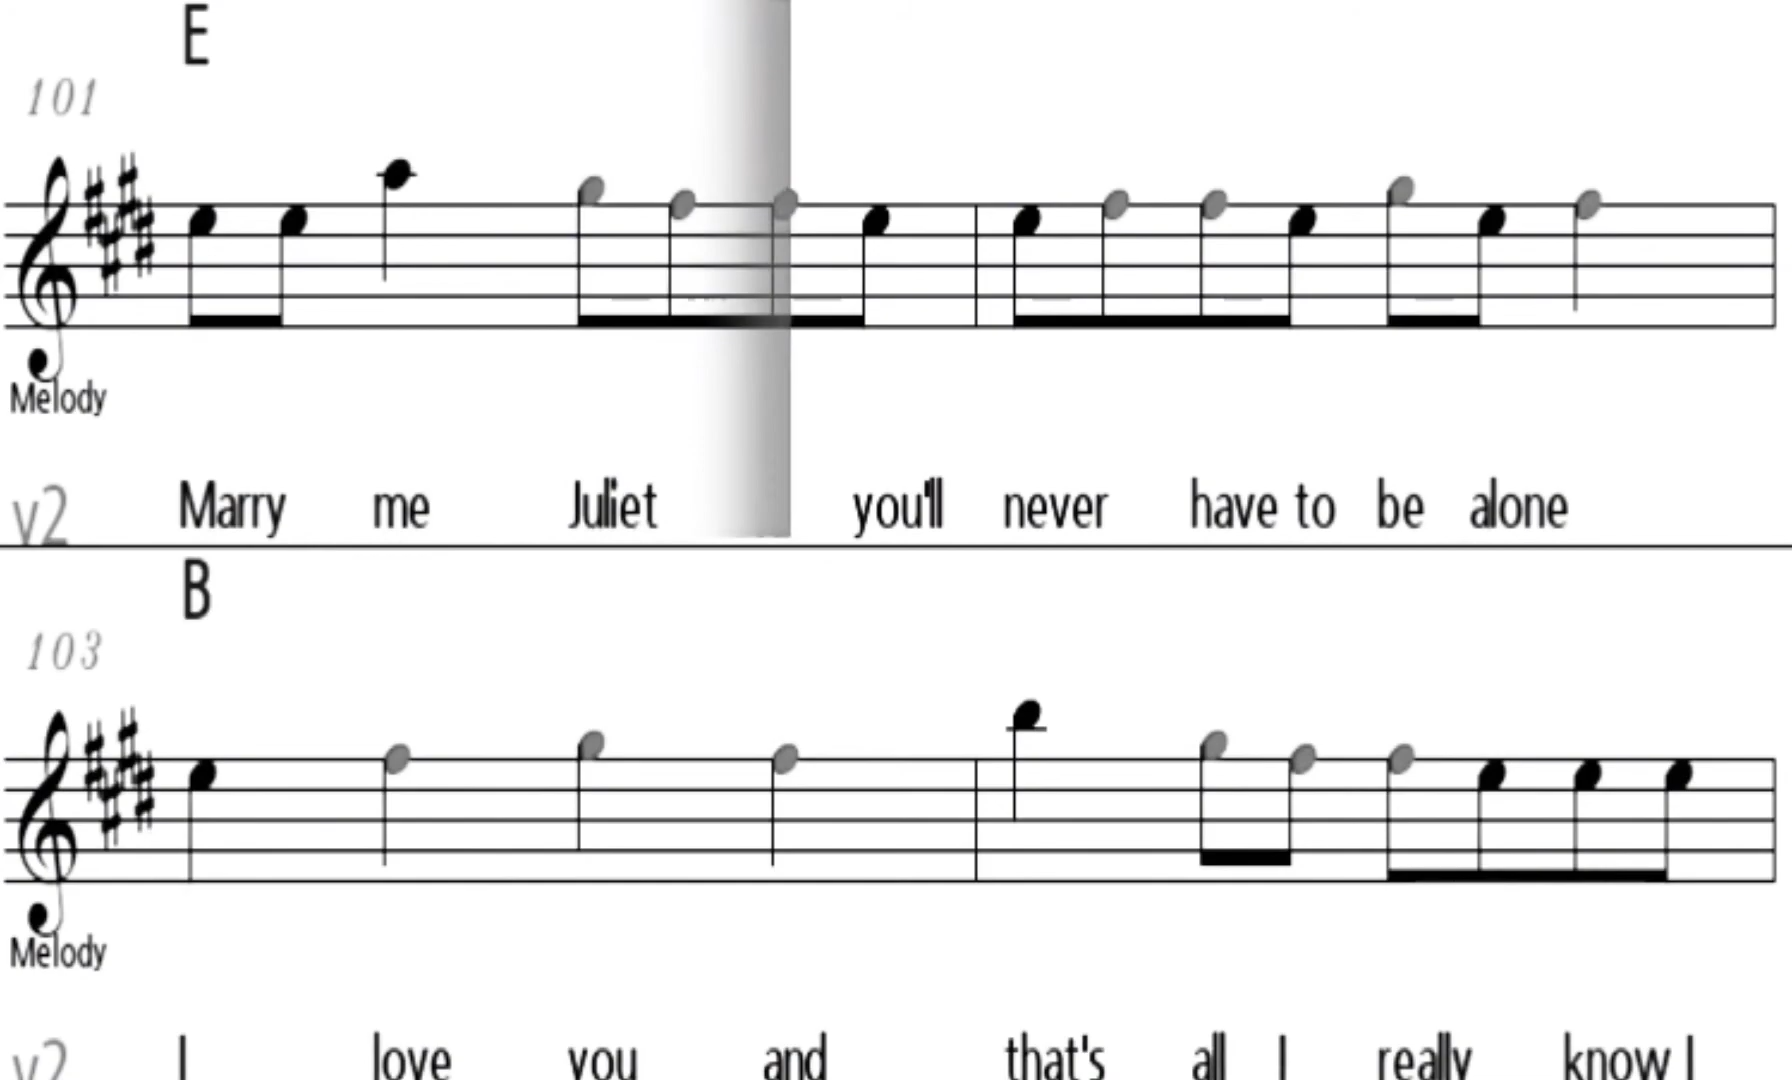 E
101
Melody
v2 Marry me Juliet you'll never have to be alone
B
103
Melody
v2 I love you and that's all I really know I